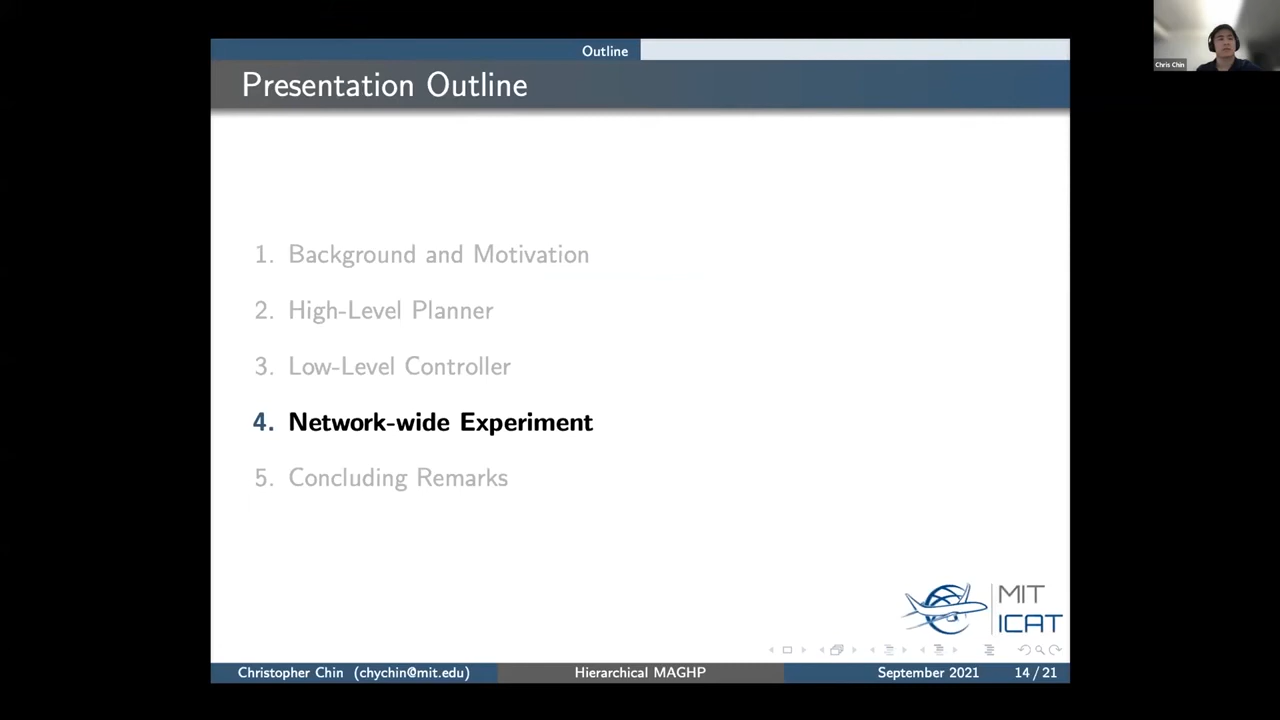 Outline
Presentation Outline
Chris Chin
1. Background and Motivation
2. High-Level Planner
3. Low-Level Controller
4. Network-wide Experiment
5. Concluding Remarks
MIT
ICAT
Christopher Chin (chychin@mit.edu) Hierarchical MAGHP September 2021 14 / 21